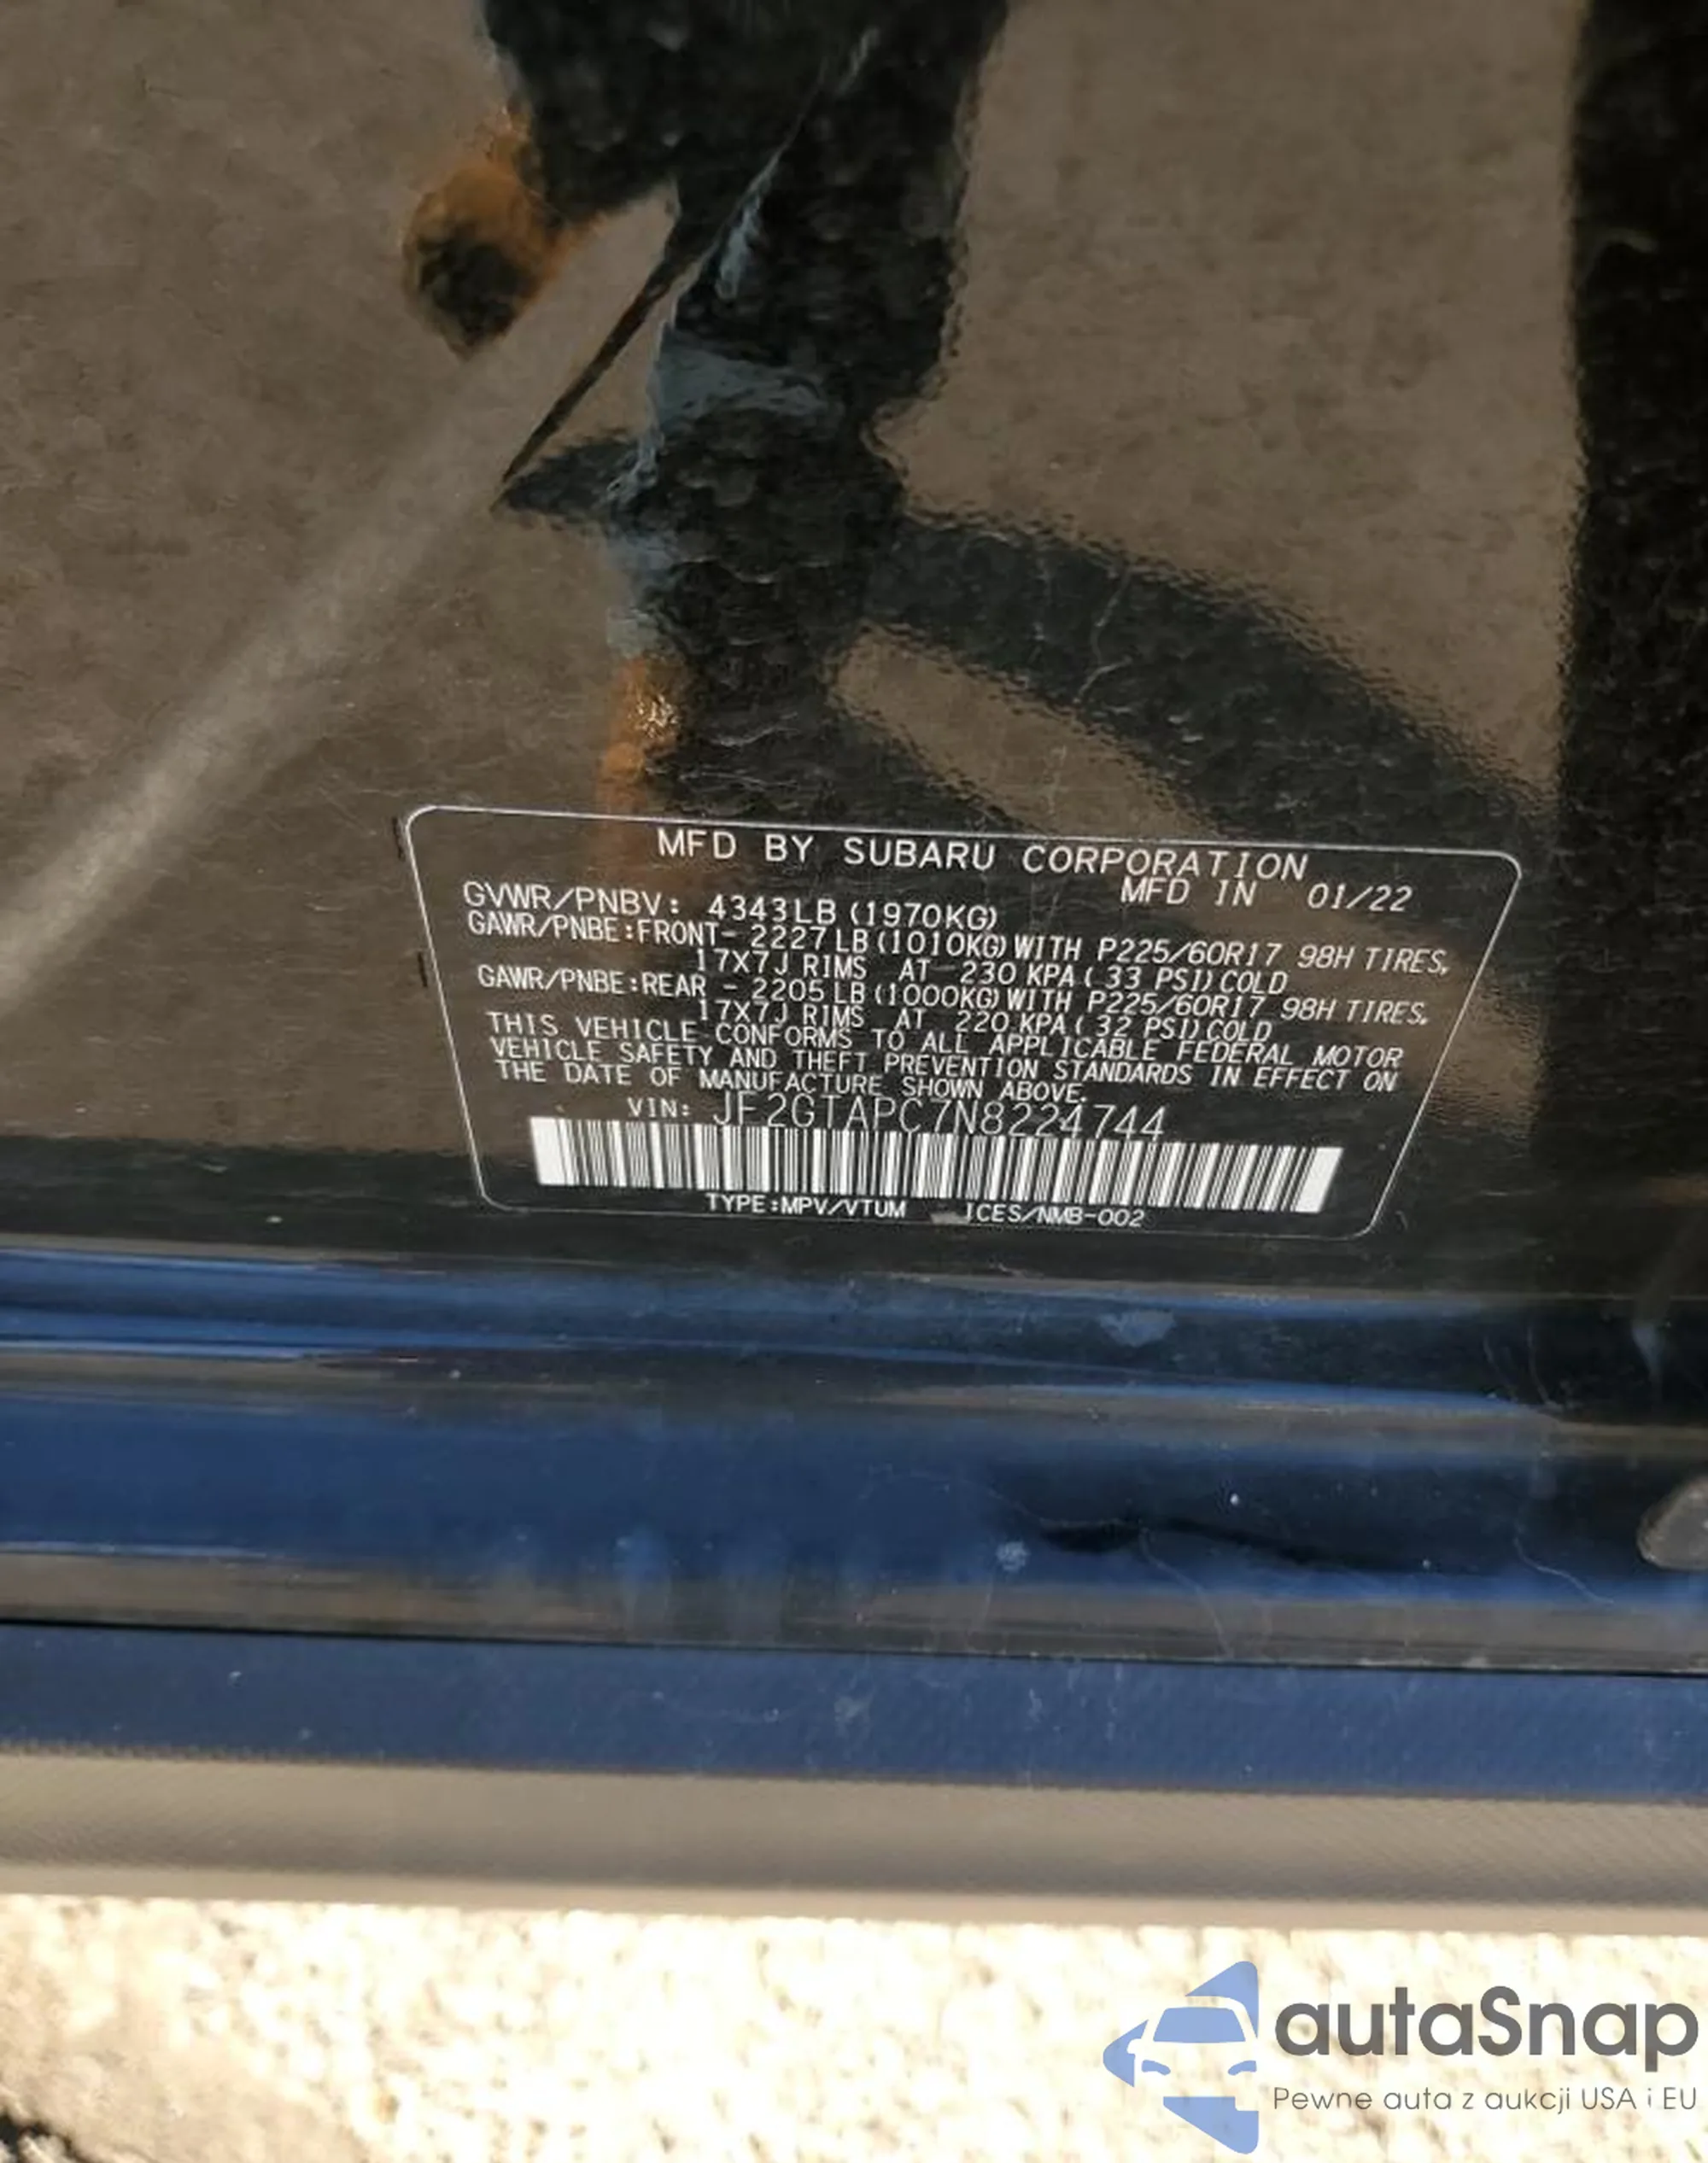 MFD BY SUBARU CORPORATION
MFD IN 01/22
GVWR/PNBV: 4343LB (1970KG)
GAWR/PNBE:FRONT- 2227 LB (1010KG) WITH P225/60R17 98H TIRES,
17X7J RIMS AT 230 KPA ( 33 PSI) COLD
GAWR/PNBE:REAR - 2205 LB (1000KG) WITH P225/60R17 98H TIRES,
17X7J RIMS AT 220 KPA ( 32 PSI) COLD
THIS VEHICLE CONFORMS TO ALL APPLICABLE FEDERAL MOTOR
VEHICLE SAFETY AND THEFT PREVENTION STANDARDS IN EFFECT ON
THE DATE OF MANUFACTURE SHOWN ABOVE.
VIN: JF2GTAPC7N8224744
TYPE:MPV/VTUM ICES/NMB-002
autaSnap
Pewne auta z aukcji USA i EU